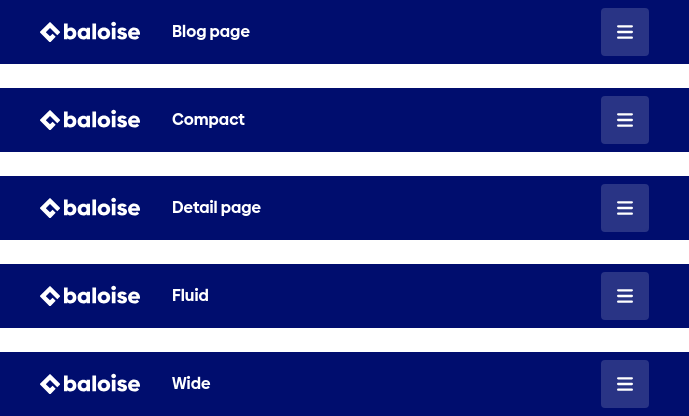 baloise Blog page
baloise Compact
baloise Detail page
baloise Fluid
baloise Wide